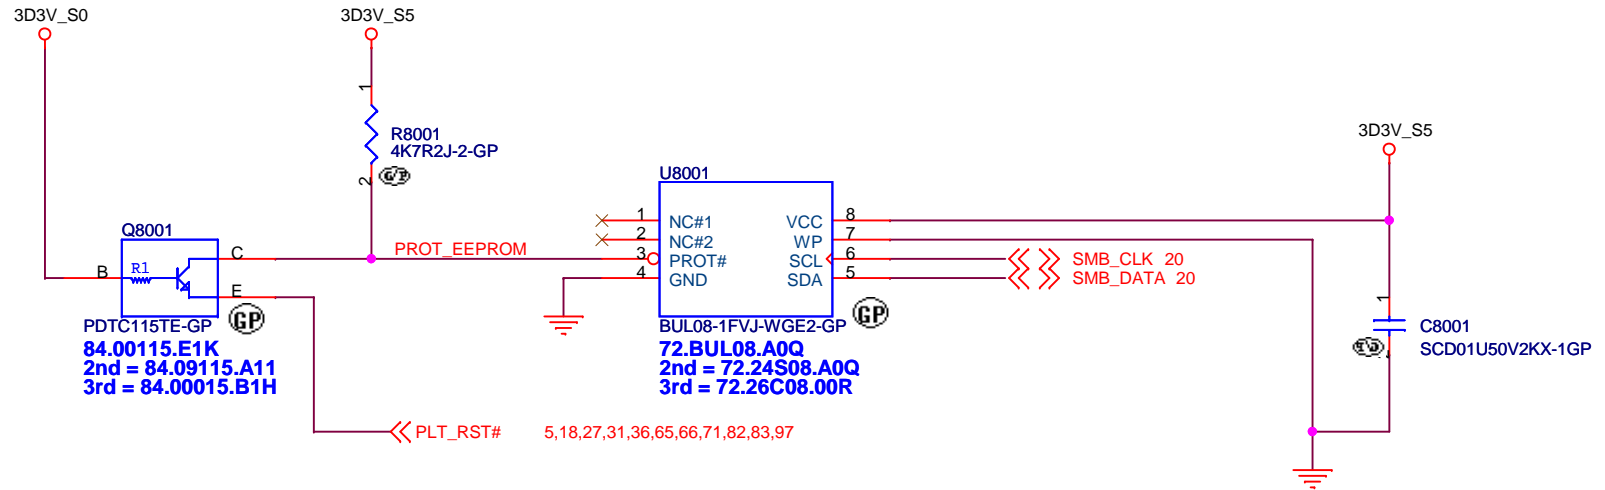 3D3V_S0
3D3V_S5
1
R8001
4K7R2J-2-GP
2
G/P
3D3V_S5
U8001
Q8001
B
R1
C
E
GP
PDTC115TE-GP
84.00115.E1K
2nd = 84.09115.A11
3rd = 84.00015.B1H
PROT_EEPROM
1 NC#1
2 NC#2
3 PROT#
4 GND
VCC 8
WP 7
SCL 6
SDA 5
GP
BUL08-1FVJ-WGE2-GP
72.BUL08.A0Q
2nd = 72.24S08.A0Q
3rd = 72.26C08.00R
SMB_CLK 20
SMB_DATA 20
1
C8001
SCD01U50V2KX-1GP
PLT_RST# 5,18,27,31,36,65,66,71,82,83,97